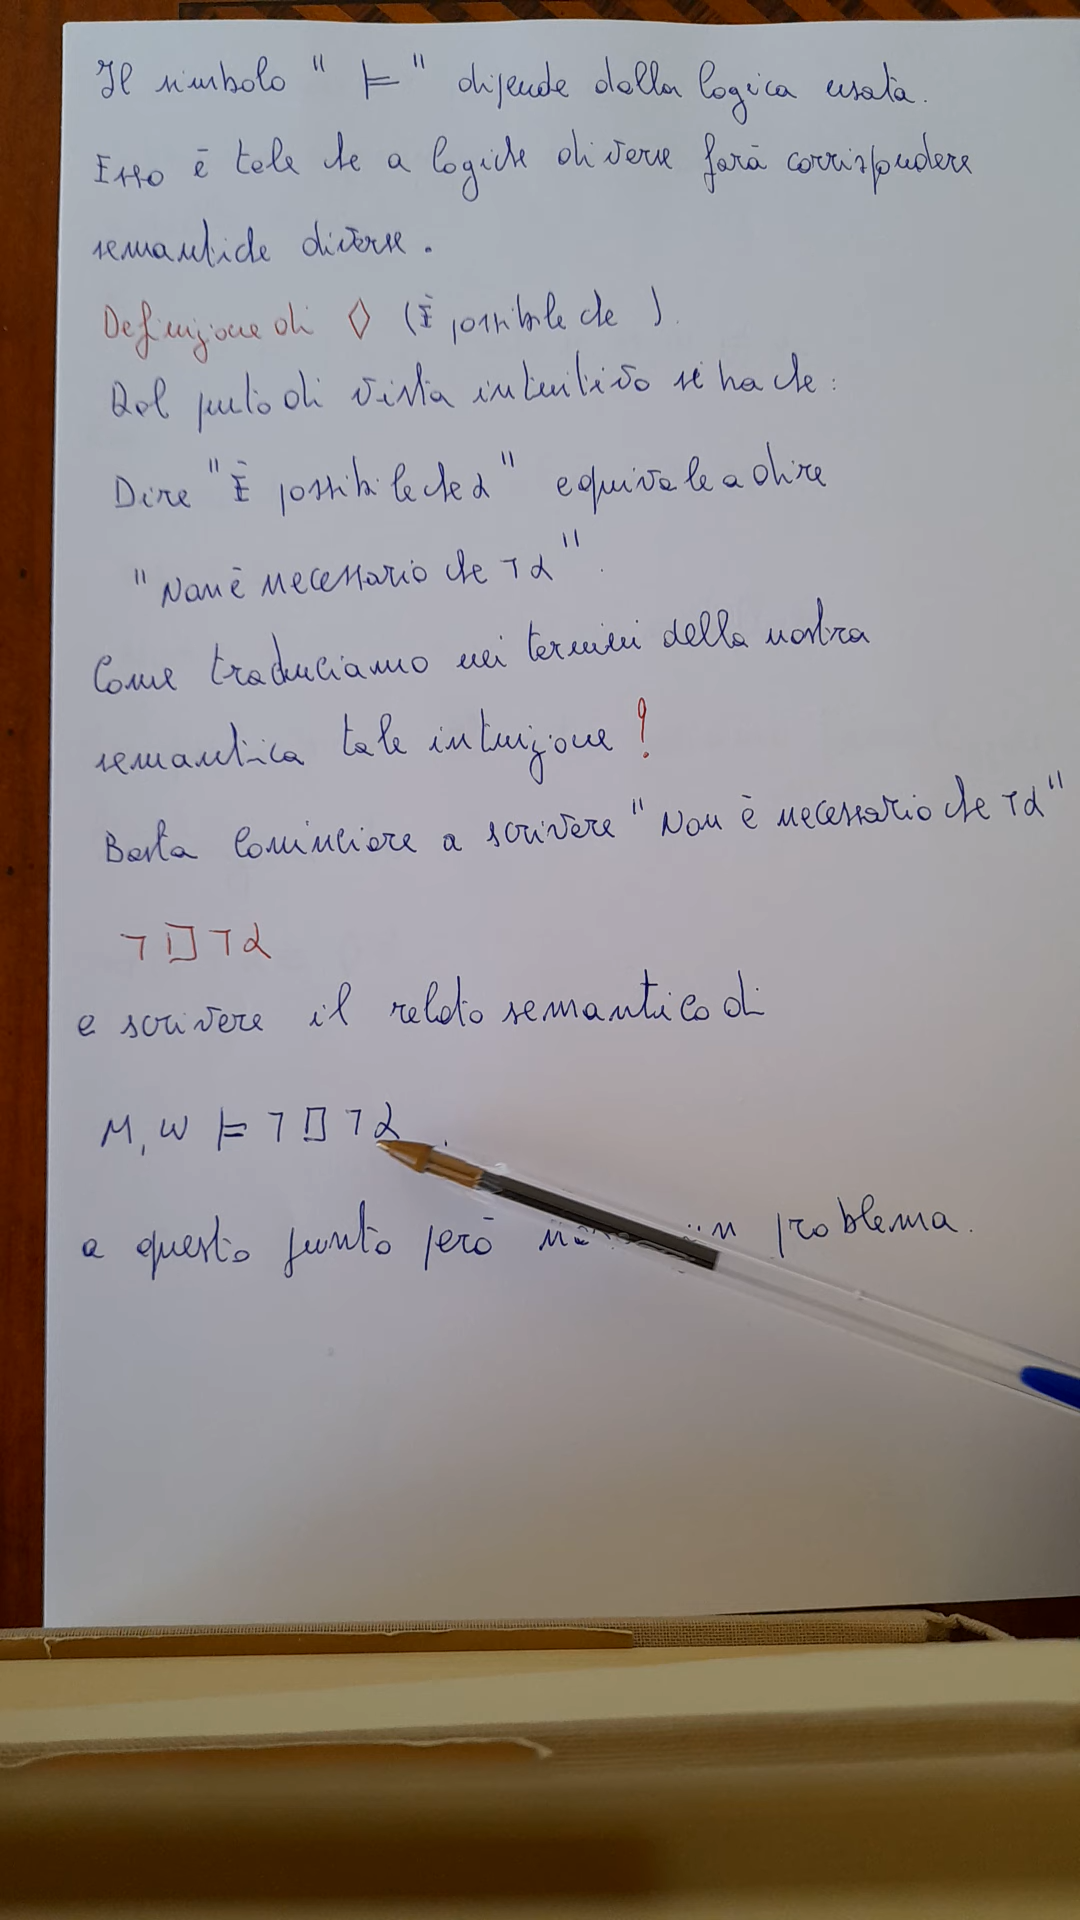 Il simbolo " ⊨ " dipende dalla logica usata.
Esso è tale che a logiche diverse farà corrispondere
semantiche diverse.
Definizione di ◊ (È possibile che ).
Dal punto di vista intuitivo si ha che:
Dire "È possibile che α" equivale a dire
"Non è necessario che ¬α".
Come traduciamo nei termini della nostra
semantica tale intuizione?
Basta cominciare a scrivere "Non è necessario che ¬α"
¬□¬α
e scrivere il relato semantico di
M, w ⊨ ¬□¬α .
a questo punto però problema.